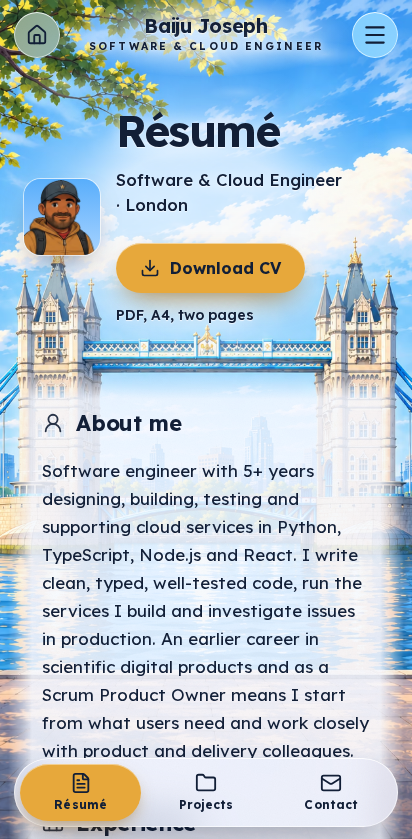 Baiju Joseph
SOFTWARE & CLOUD ENGINEER
Résumé
Software & Cloud Engineer
· London
Download CV
PDF, A4, two pages
About me
Software engineer with 5+ years
designing, building, testing and
supporting cloud services in Python,
TypeScript, Node.js and React. I write
clean, typed, well-tested code, run the
services I build and investigate issues
in production. An earlier career in
scientific digital products and as a
Scrum Product Owner means I start
from what users need and work closely
with product and delivery colleagues.
Experience
Résumé
Projects
Contact